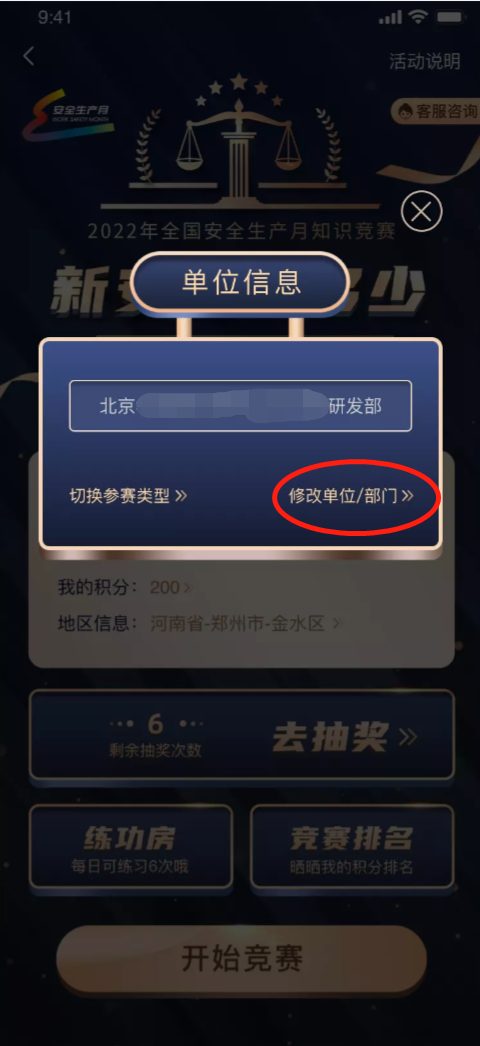 9:41
活动说明
安全生产月
WORK SAFETY MONTH
客服咨询
2022年全国安全生产月知识竞赛
新安 少
单位信息
北京 研发部
切换参赛类型 »
修改单位/部门 »
我的积分: 200 >
地区信息: 河南省-郑州市-金水区 >
6
剩余抽奖次数
去抽奖 »
练功房
每日可练习6次哦
竞赛排名
晒晒我的积分排名
开始竞赛